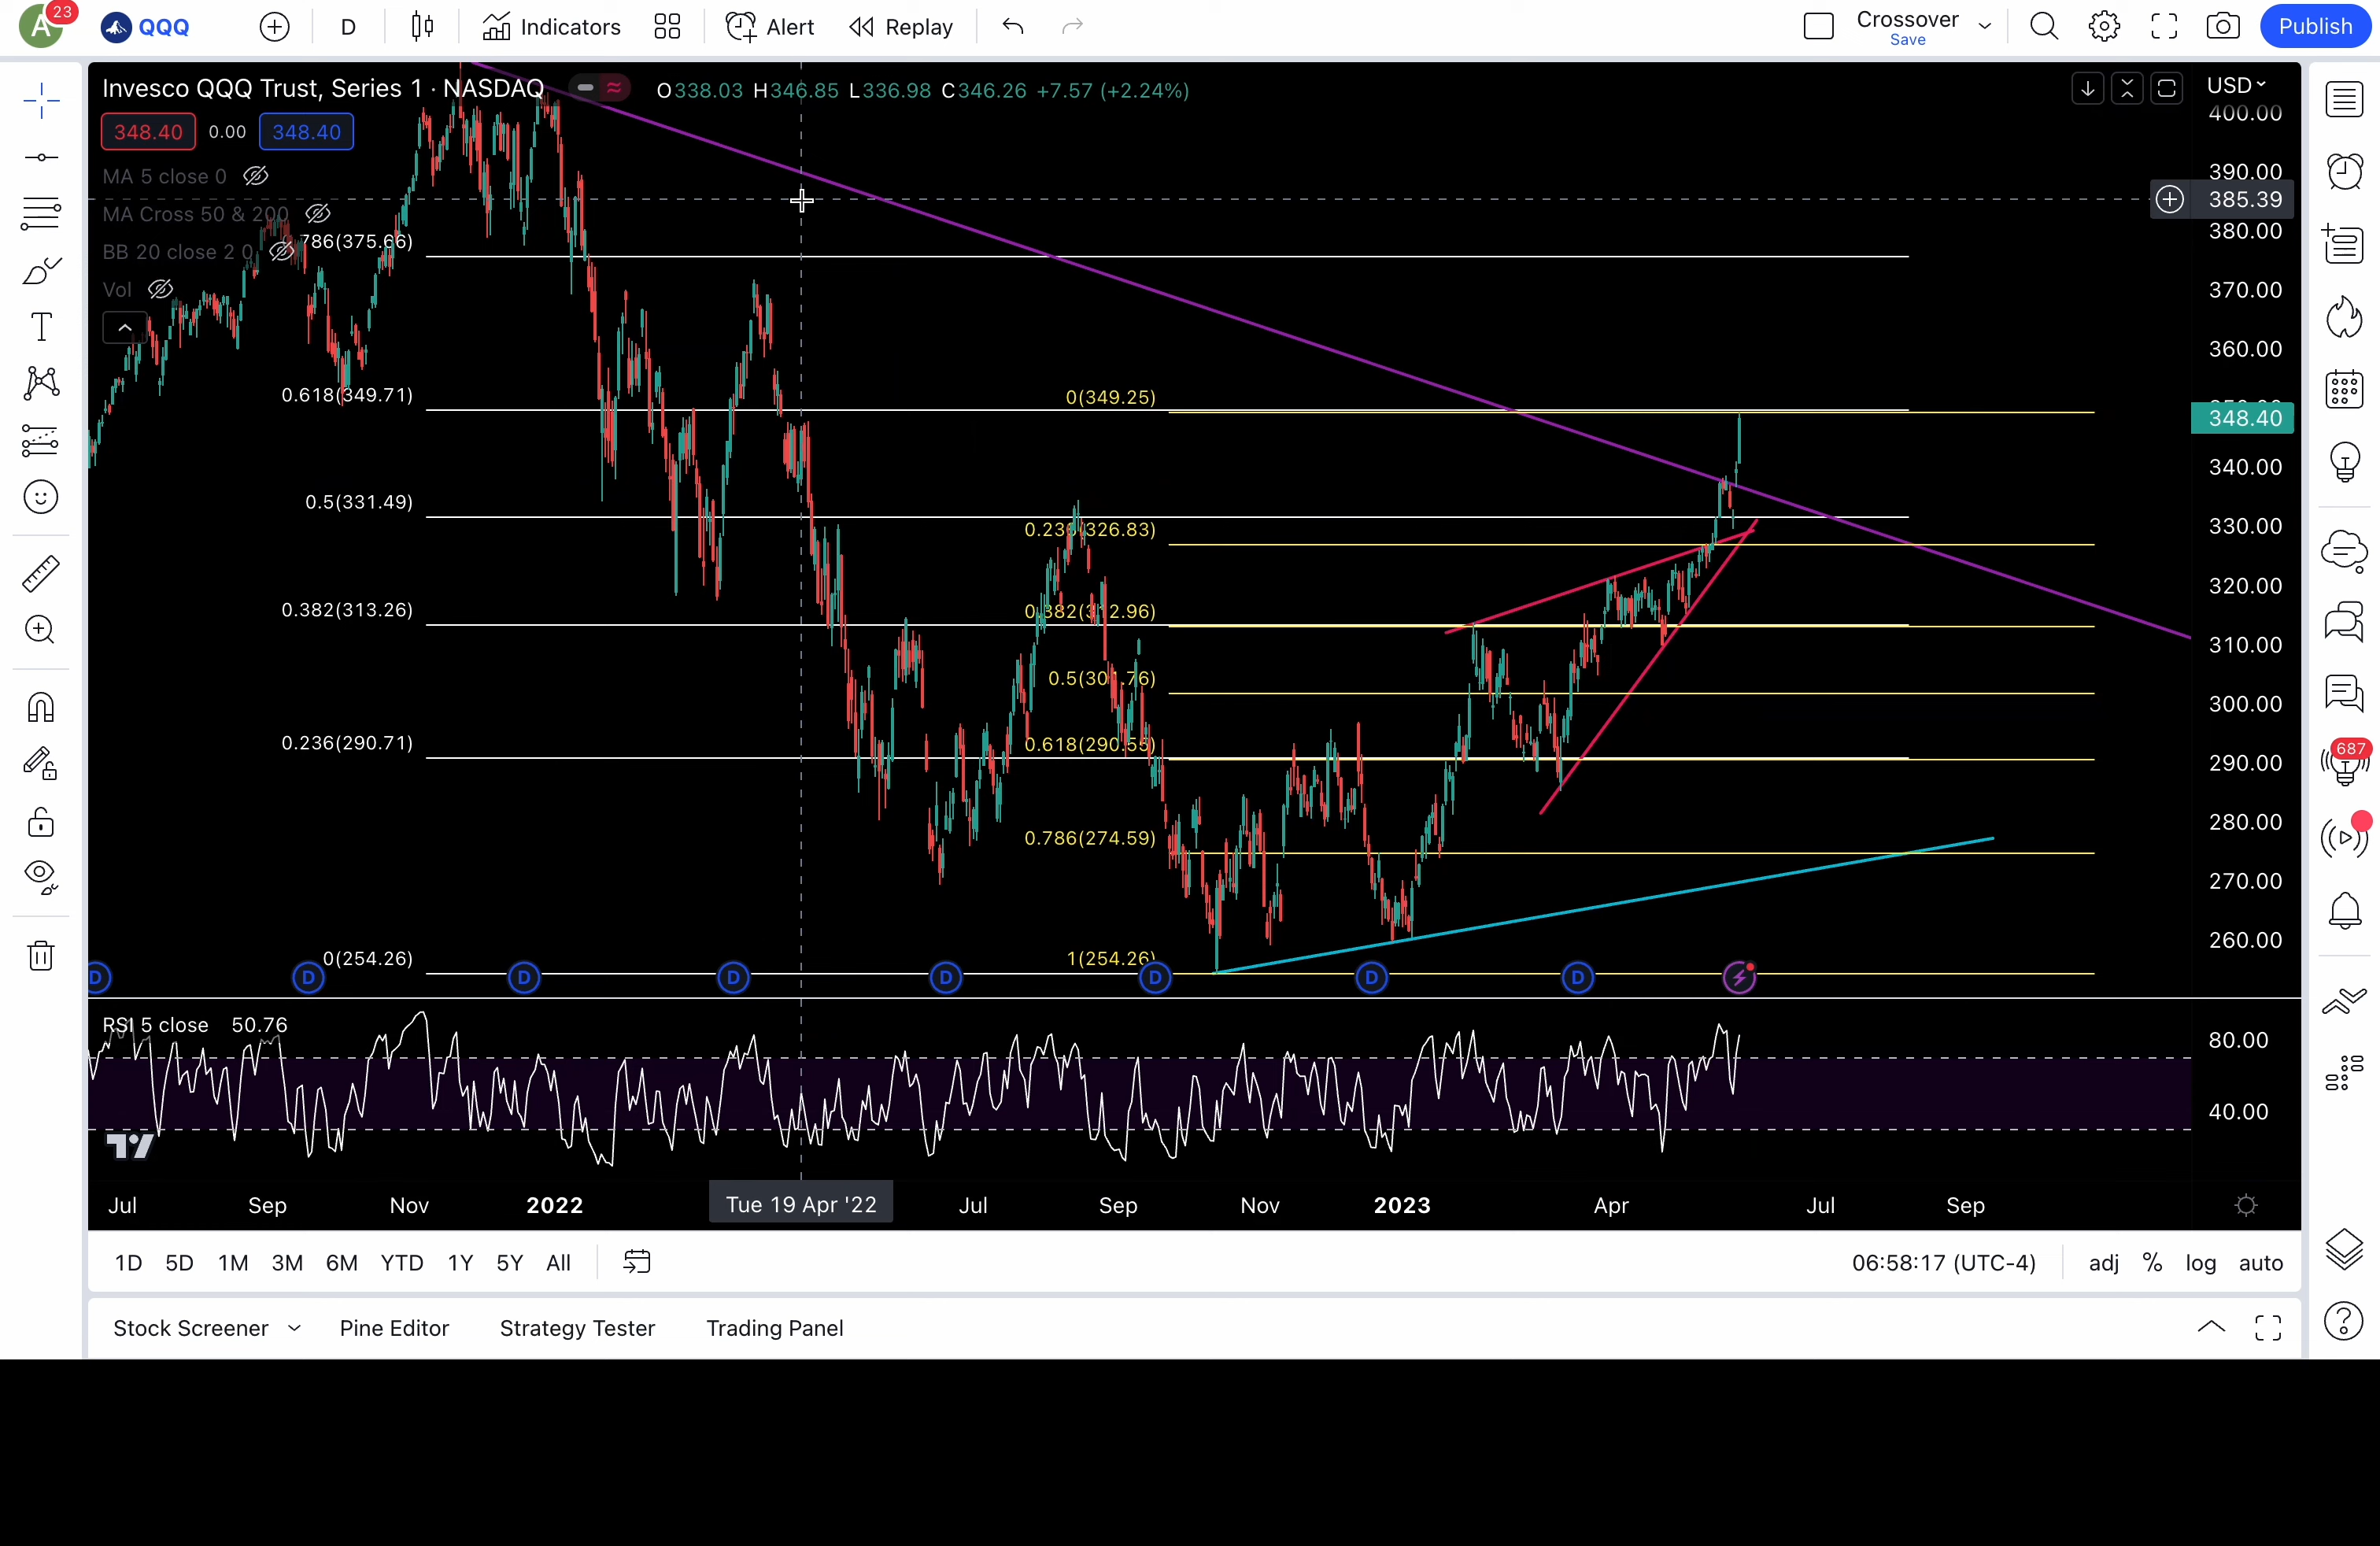 A 23 QQQ D Indicators Alert Replay Crossover Save Publish
Invesco QQQ Trust, Series 1 · NASDAQ O338.03 H346.85 L336.98 C346.26 +7.57 (+2.24%) USD
400.00
348.40 0.00 348.40
MA 5 close 0
390.00
385.39
MA Cross 50 & 200
380.00
BB 20 close 2 0
786(375.66)
Vol
370.00
360.00
0.618(349.71)
0(349.25)
348.40
340.00
0.5(331.49)
0.236(326.83)
330.00
320.00
0.382(313.26)
0.382(312.96)
310.00
0.5(301.76)
300.00
0.236(290.71)
0.618(290.55)
290.00
687
280.00
0.786(274.59)
270.00
260.00
0(254.26)
1(254.26)
D D D D D D D D
RSI 5 close 50.76
80.00
40.00
Jul Sep Nov 2022 Tue 19 Apr '22 Jul Sep Nov 2023 Apr Jul Sep
1D 5D 1M 3M 6M YTD 1Y 5Y All 06:58:17 (UTC-4) adj % log auto
Stock Screener Pine Editor Strategy Tester Trading Panel